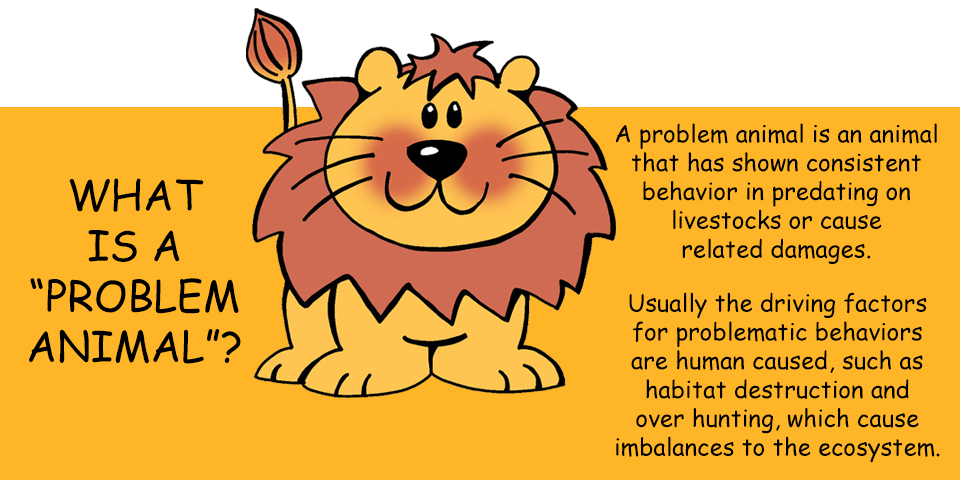 WHAT
IS A
“PROBLEM
ANIMAL”?
A problem animal is an animal
that has shown consistent
behavior in predating on
livestocks or cause
related damages.
Usually the driving factors
for problematic behaviors
are human caused, such as
habitat destruction and
over hunting, which cause
imbalances to the ecosystem.